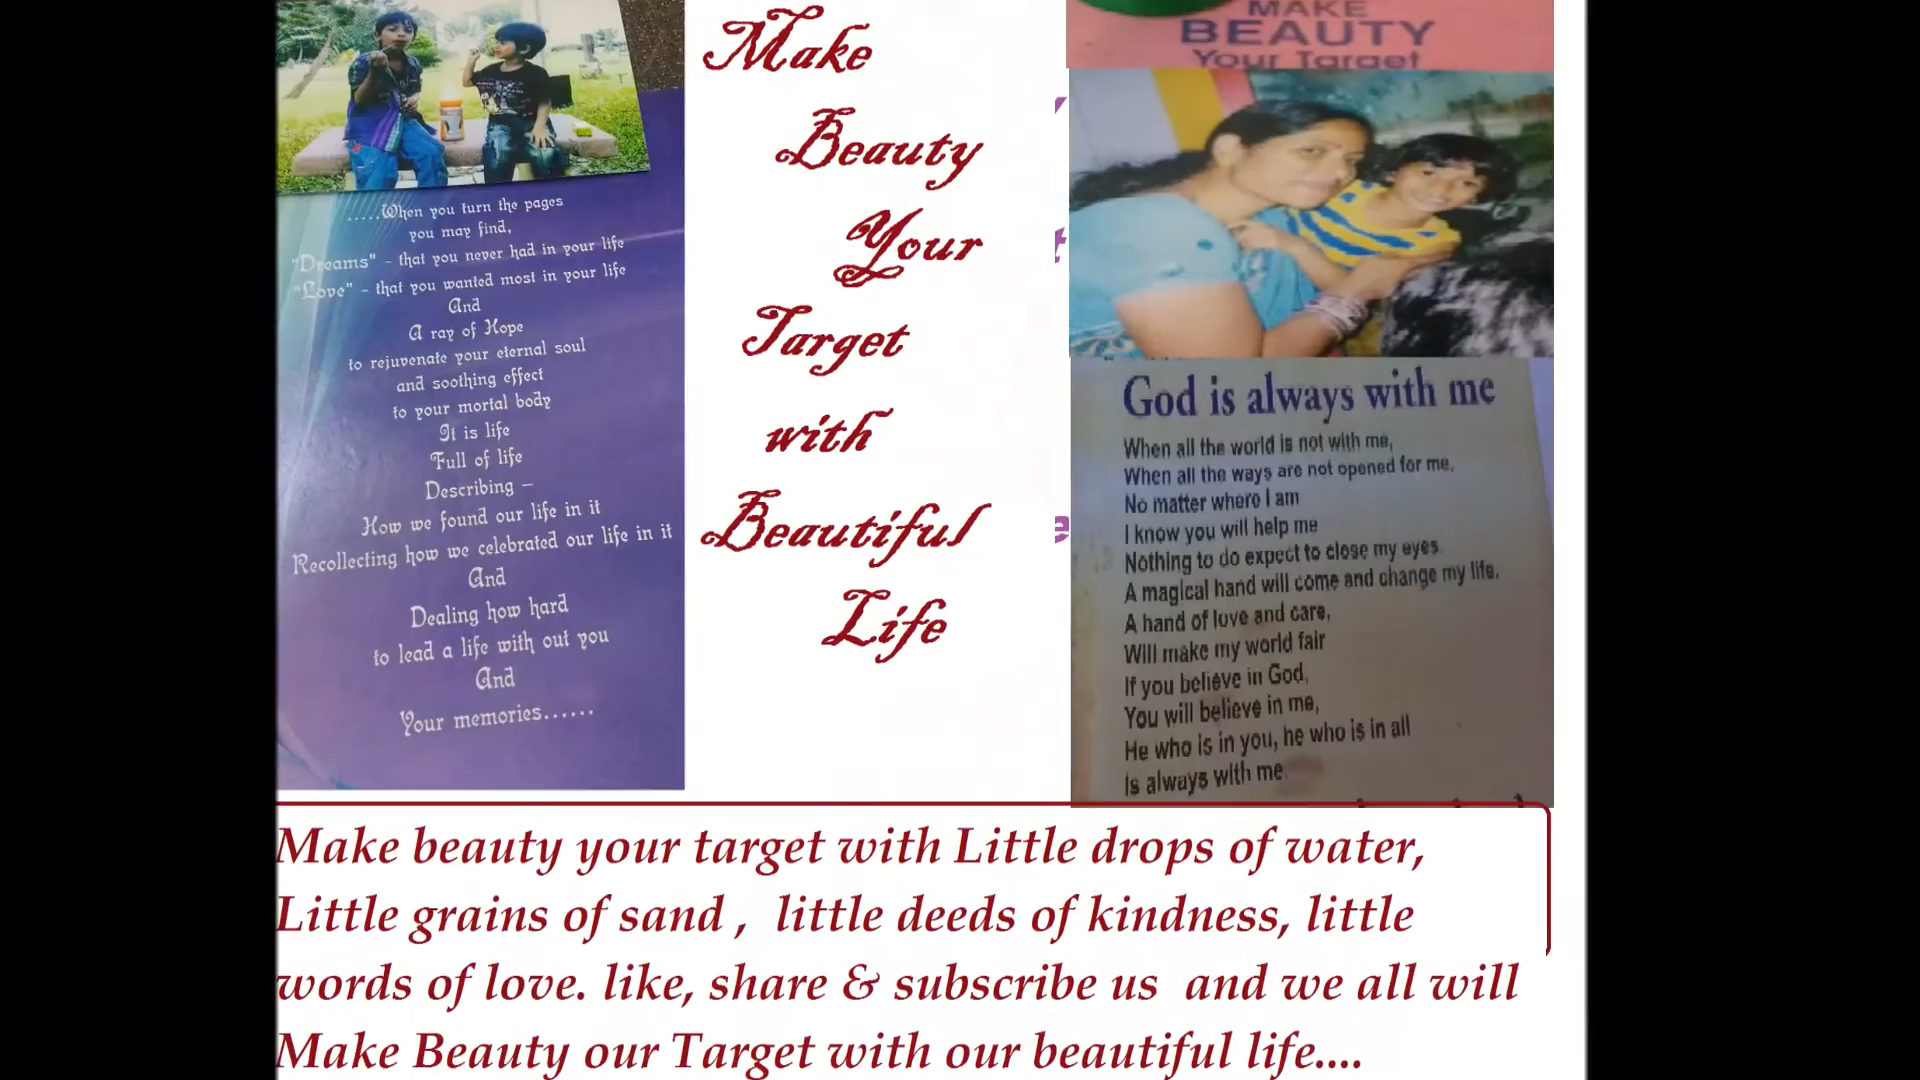 .....When you turn the pages
you may find,
"Dreams" - that you never had in your life
"Love" - that you wanted most in your life
And
A ray of Hope
to rejuvenate your eternal soul
and soothing effect
to your mortal body
It is life
Full of life
Describing –
How we found our life in it
Recollecting how we celebrated our life in it
And
Dealing how hard
to lead a life with out you
And
Your memories......
Make
Beauty
Your
Target
with
Beautiful
Life
MAKE
BEAUTY
Your Target
God is always with me
When all the world is not with me,
When all the ways are not opened for me,
No matter where I am
I know you will help me
Nothing to do expect to close my eyes.
A magical hand will come and change my life.
A hand of love and care,
Will make my world fair
If you believe in God,
You will believe in me,
He who is in you, he who is in all
Is always with me.
Make beauty your target with Little drops of water,
Little grains of sand , little deeds of kindness, little
words of love. like, share & subscribe us and we all will
Make Beauty our Target with our beautiful life....